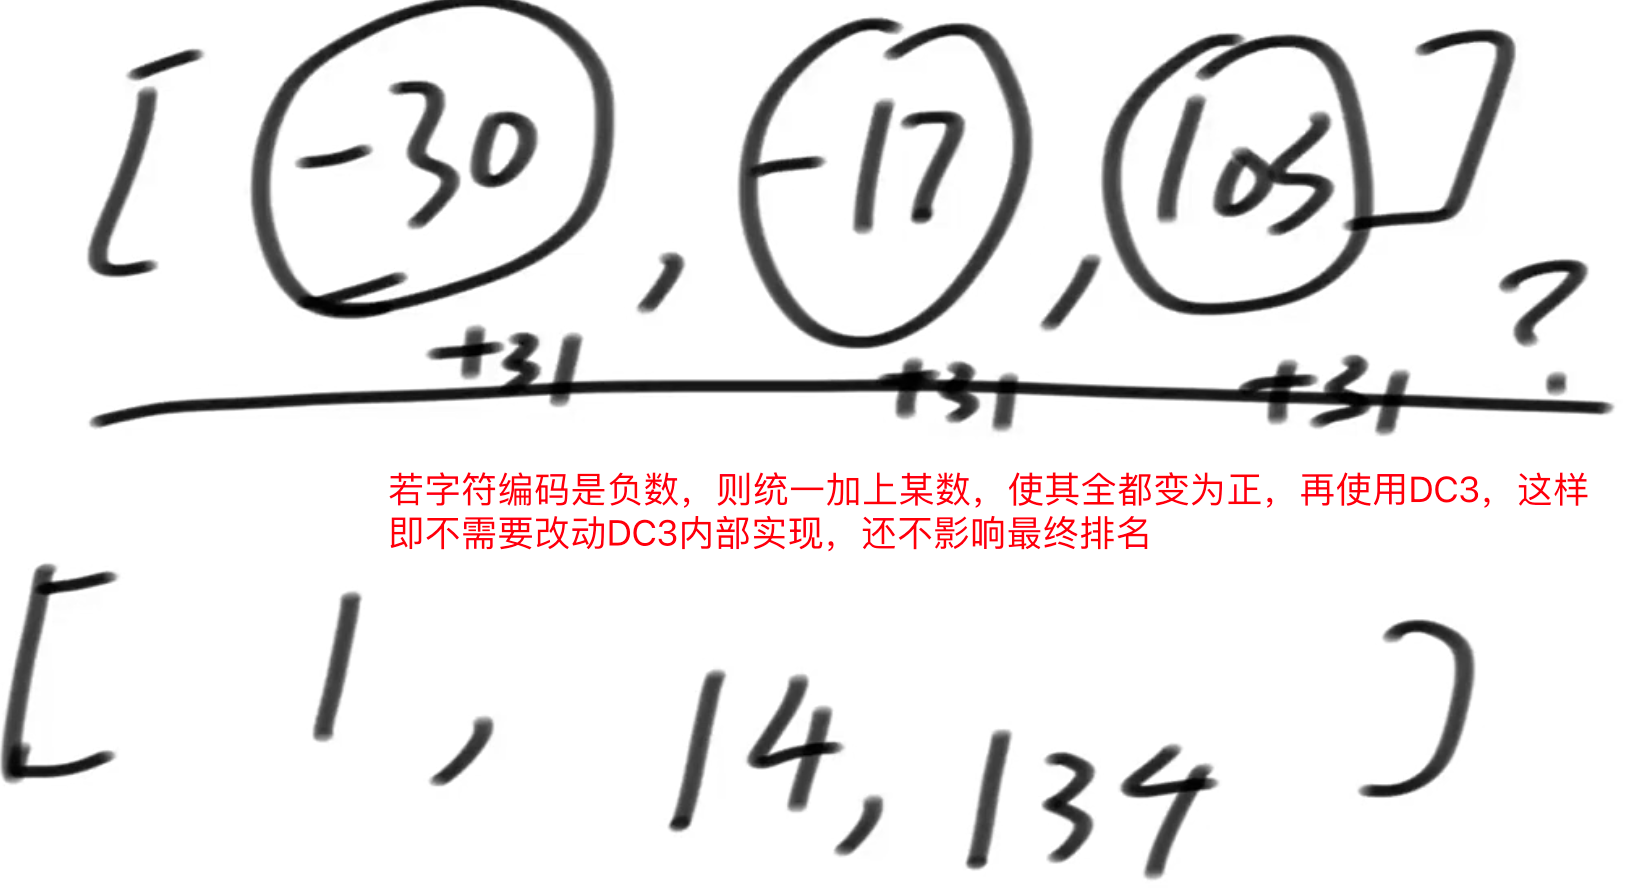 [ -30, -17, 105 ] ?
+31 +31 +31
若字符编码是负数，则统一加上某数，使其全都变为正，再使用DC3，这样
即不需要改动DC3内部实现，还不影响最终排名
[ 1, 14, 134 ]